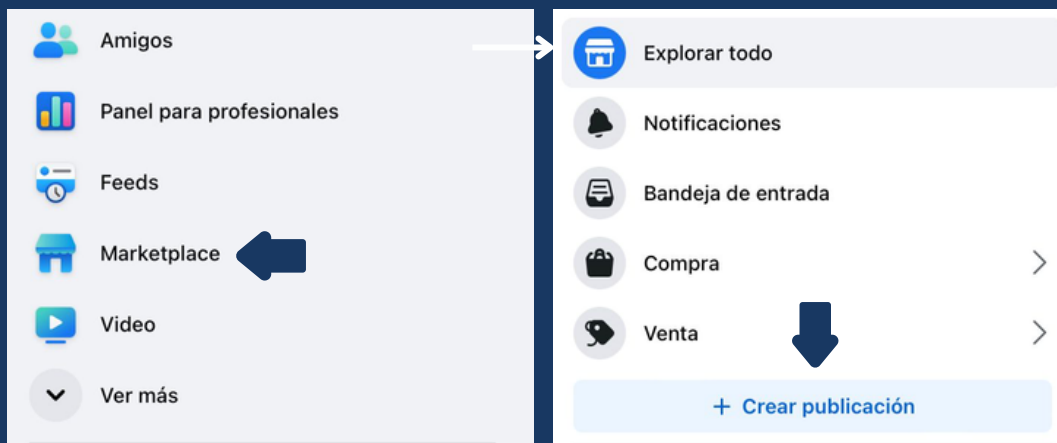 Amigos
Panel para profesionales
Feeds
Marketplace
Video
Ver más
Explorar todo
Notificaciones
Bandeja de entrada
Compra
Venta
+ Crear publicación